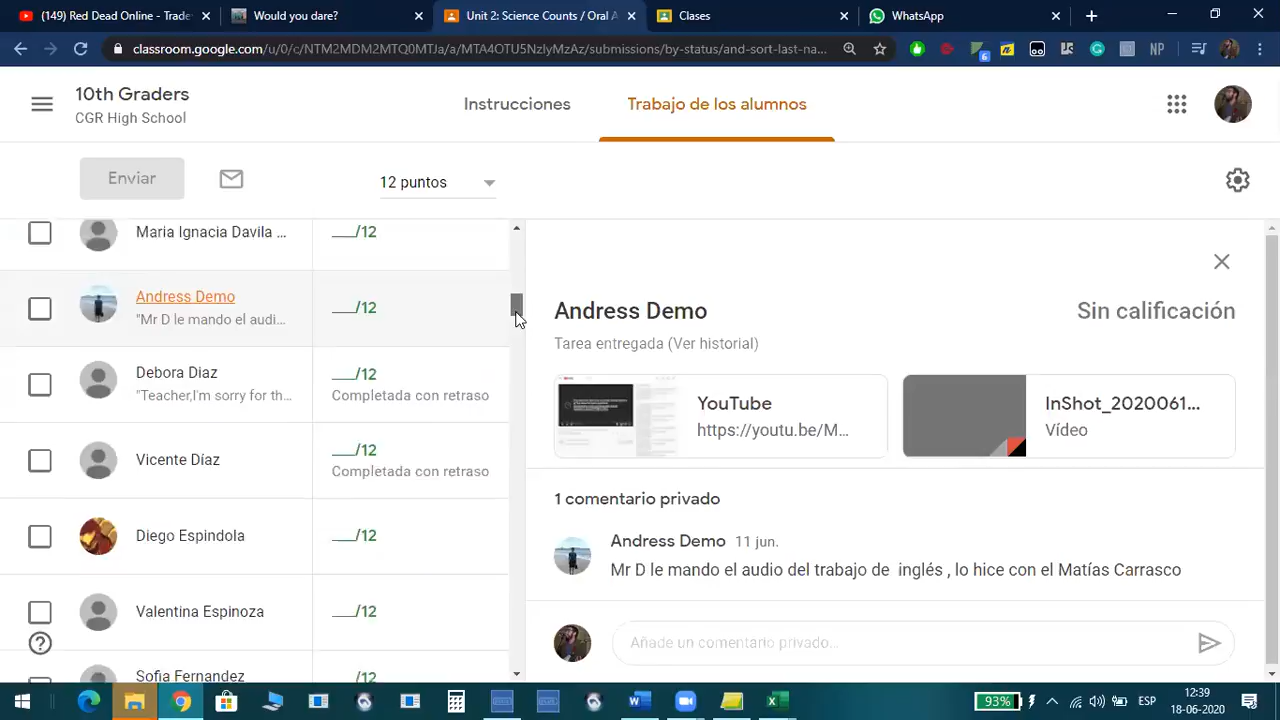 (149) Red Dead Online - Trade
Would you dare?
Unit 2: Science Counts / Oral A
Clases
WhatsApp
classroom.google.com/u/0/c/NTM2MDM2MTQ0MTJa/a/MTA4OTU5NzIyMzAz/submissions/by-status/and-sort-last-na...
6
NP
10th Graders
CGR High School
Instrucciones
Trabajo de los alumnos
Enviar
12 puntos
Maria Ignacia Davila ...
___/12
Andress Demo
"Mr D le mando el audi...
___/12
Debora Diaz
"Teacher,I'm sorry for th...
___/12
Completada con retraso
Vicente Díaz
___/12
Completada con retraso
Diego Espindola
___/12
Valentina Espinoza
___/12
Sofia Fernandez
___/12
Andress Demo
Sin calificación
Tarea entregada (Ver historial)
YouTube
https://youtu.be/M...
InShot_2020061...
Vídeo
1 comentario privado
Andress Demo 11 jun.
Mr D le mando el audio del trabajo de inglés , lo hice con el Matías Carrasco
Añade un comentario privado...
93%
ESP
12:39
18-06-2020